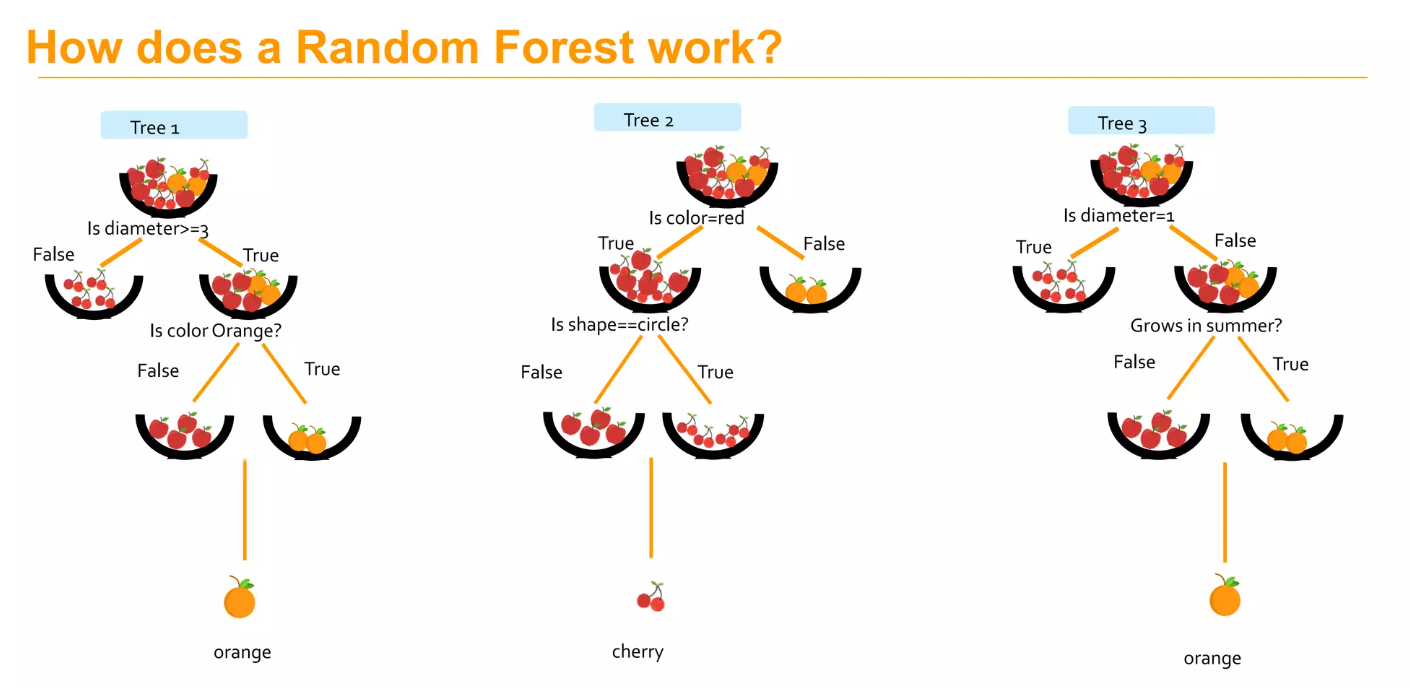 How does a Random Forest work?
Tree 1
Is diameter>=3
False
True
Is color Orange?
False
True
orange
Tree 2
Is color=red
True
False
Is shape==circle?
False
True
cherry
Tree 3
Is diameter=1
True
False
Grows in summer?
False
True
orange